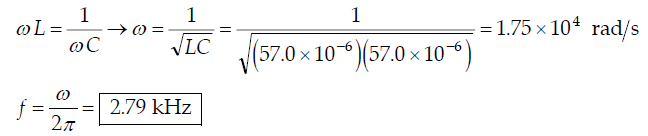 ωL = 1/(ωC) → ω = 1/√(LC) = 1/√((57.0 × 10⁻⁶)(57.0 × 10⁻⁶)) = 1.75 × 10⁴ rad/s
f = ω/(2π) = 2.79 kHz